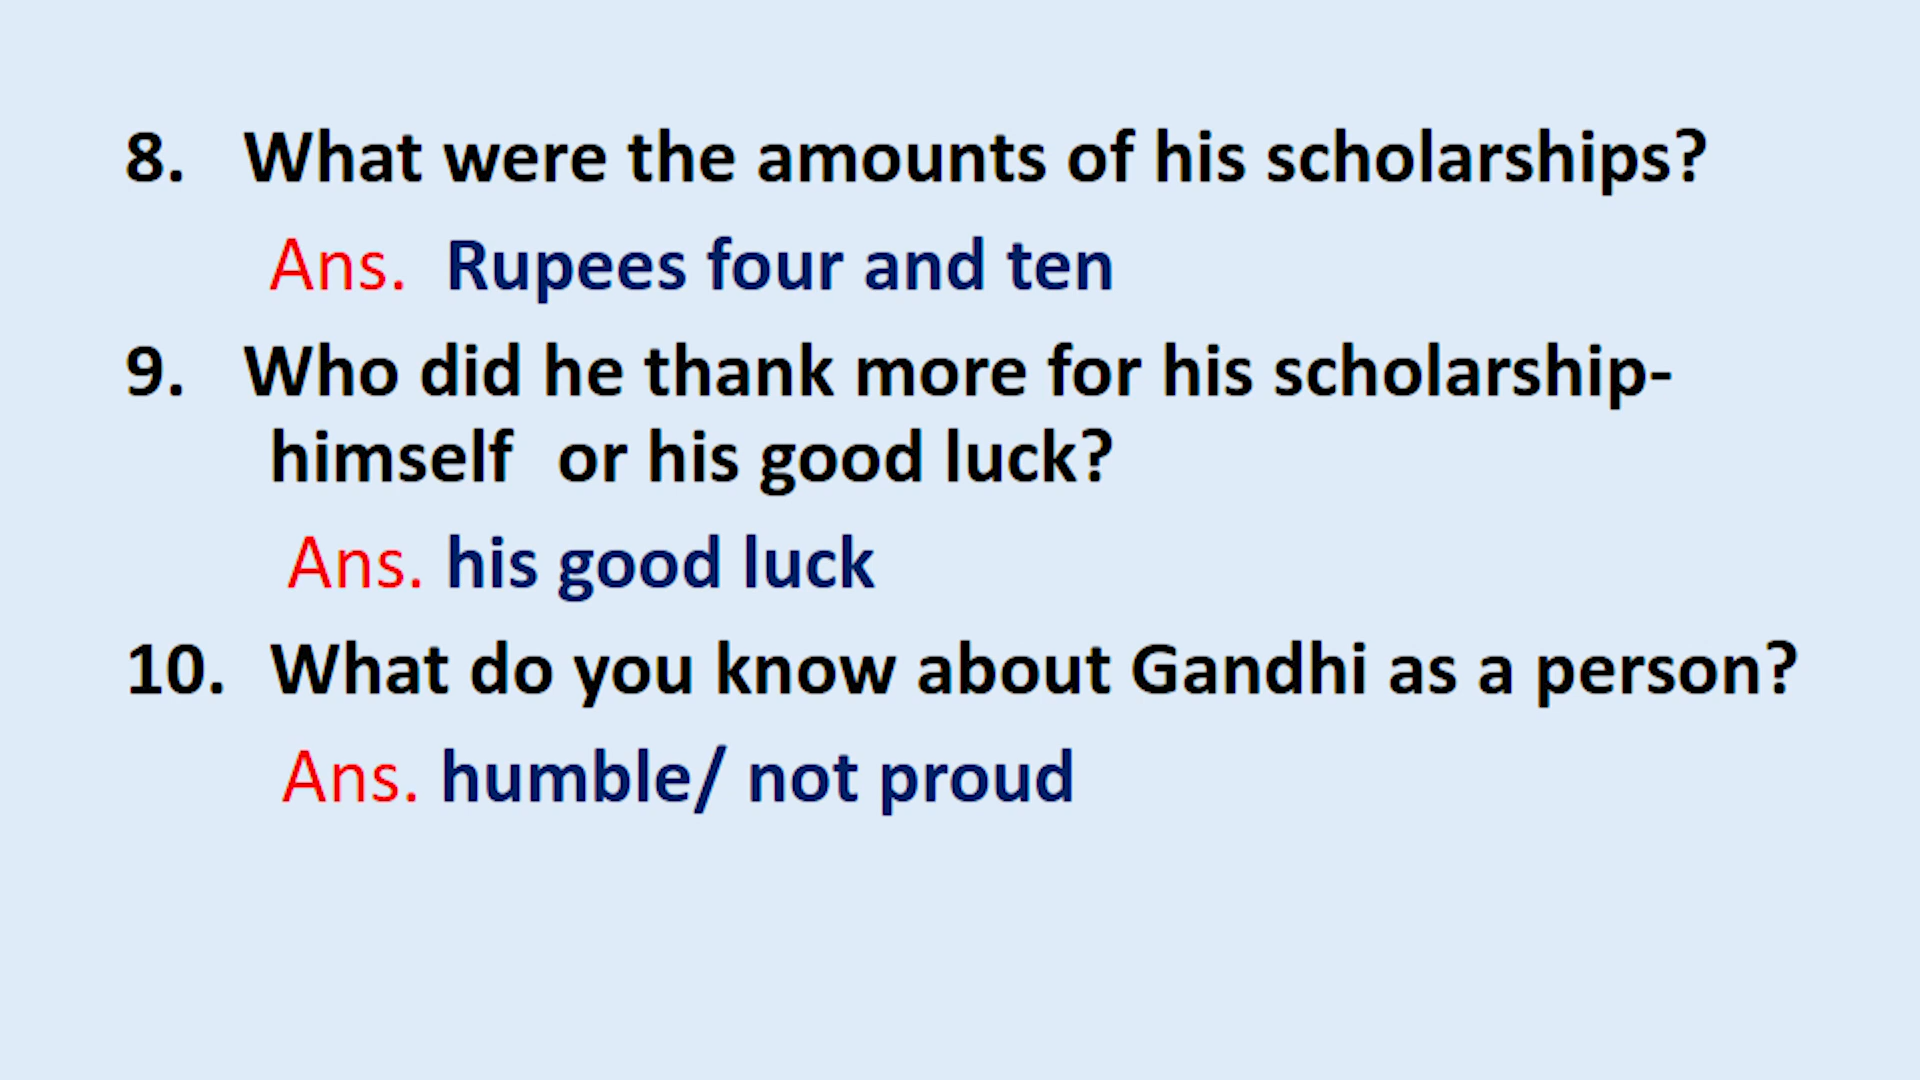 8. What were the amounts of his scholarships?
Ans. Rupees four and ten
9. Who did he thank more for his scholarship-
himself or his good luck?
Ans. his good luck
10. What do you know about Gandhi as a person?
Ans. humble/ not proud